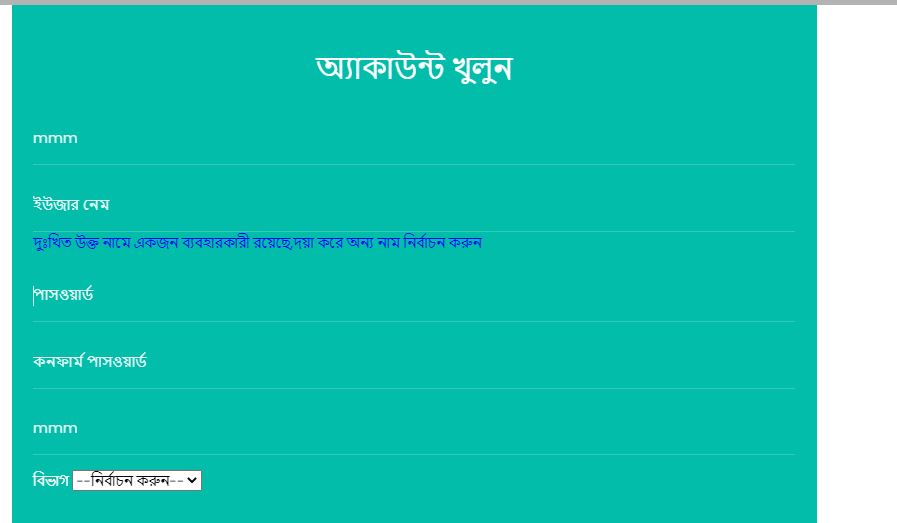 অ্যাকাউন্ট খুলুন
mmm
ইউজার নেম
দুঃখিত উক্ত নামে একজন ব্যবহারকারী রয়েছে,দয়া করে অন্য নাম নির্বাচন করুন
পাসওয়ার্ড
কনফার্ম পাসওয়ার্ড
mmm
বিভাগ --নির্বাচন করুন--